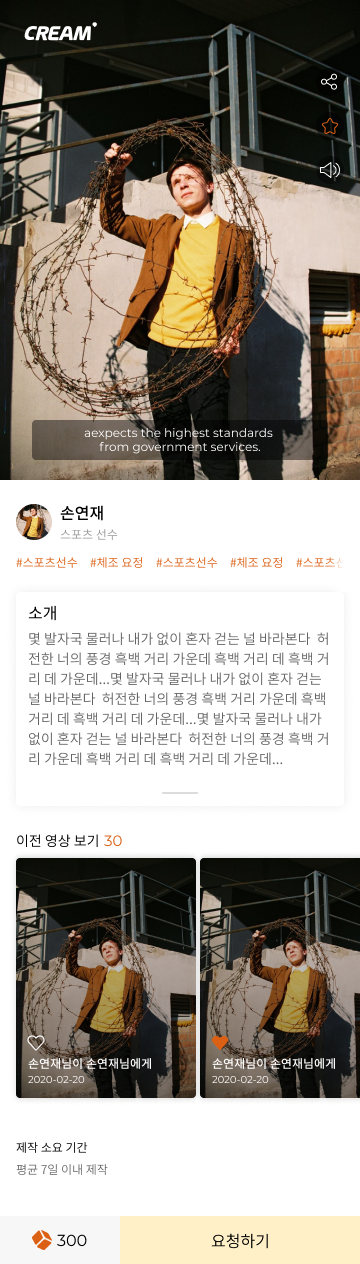 CREAM
aexpects the highest standards
from government services.
손연재
스포츠 선수
#스포츠선수 #체조 요정 #스포츠선수 #체조 요정 #스포츠선
소개
몇 발자국 물러나 내가 없이 혼자 걷는 널 바라본다 허
전한 너의 풍경 흑백 거리 가운데 흑백 거리 데 흑백 거
리 데 가운데...몇 발자국 물러나 내가 없이 혼자 걷는
널 바라본다 허전한 너의 풍경 흑백 거리 가운데 흑백
거리 데 흑백 거리 데 가운데...몇 발자국 물러나 내가
없이 혼자 걷는 널 바라본다 허전한 너의 풍경 흑백 거
리 가운데 흑백 거리 데 흑백 거리 데 가운데...
이전 영상 보기 30
손연재님이 손연재님에게
2020-02-20
손연재님이 손연재님에게
2020-02-20
제작 소요 기간
평균 7일 이내 제작
300
요청하기